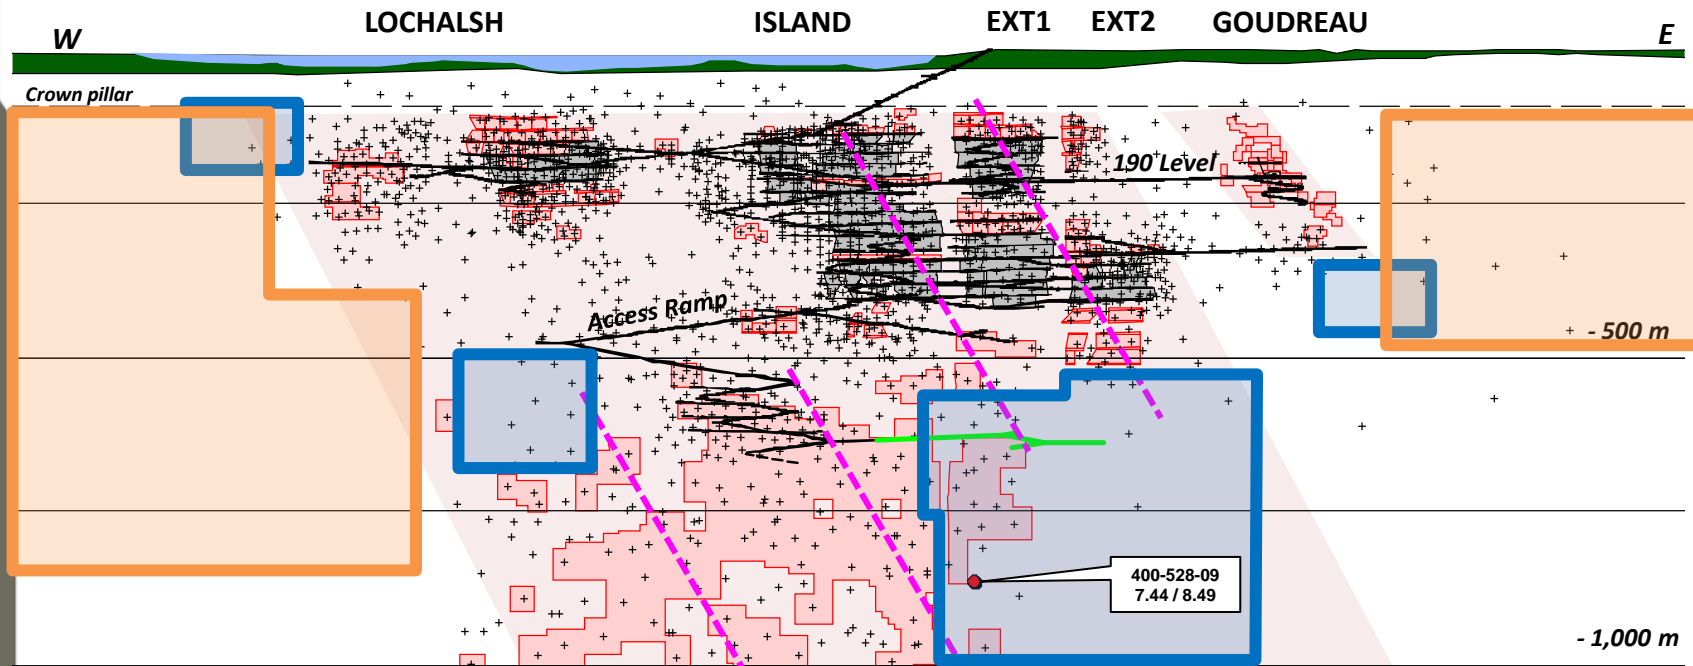 LOCHALSH ISLAND EXT1 EXT2 GOUDREAU
W E
Crown pillar
190 Level
Access Ramp
- 500 m
400-528-09
7.44 / 8.49
- 1,000 m